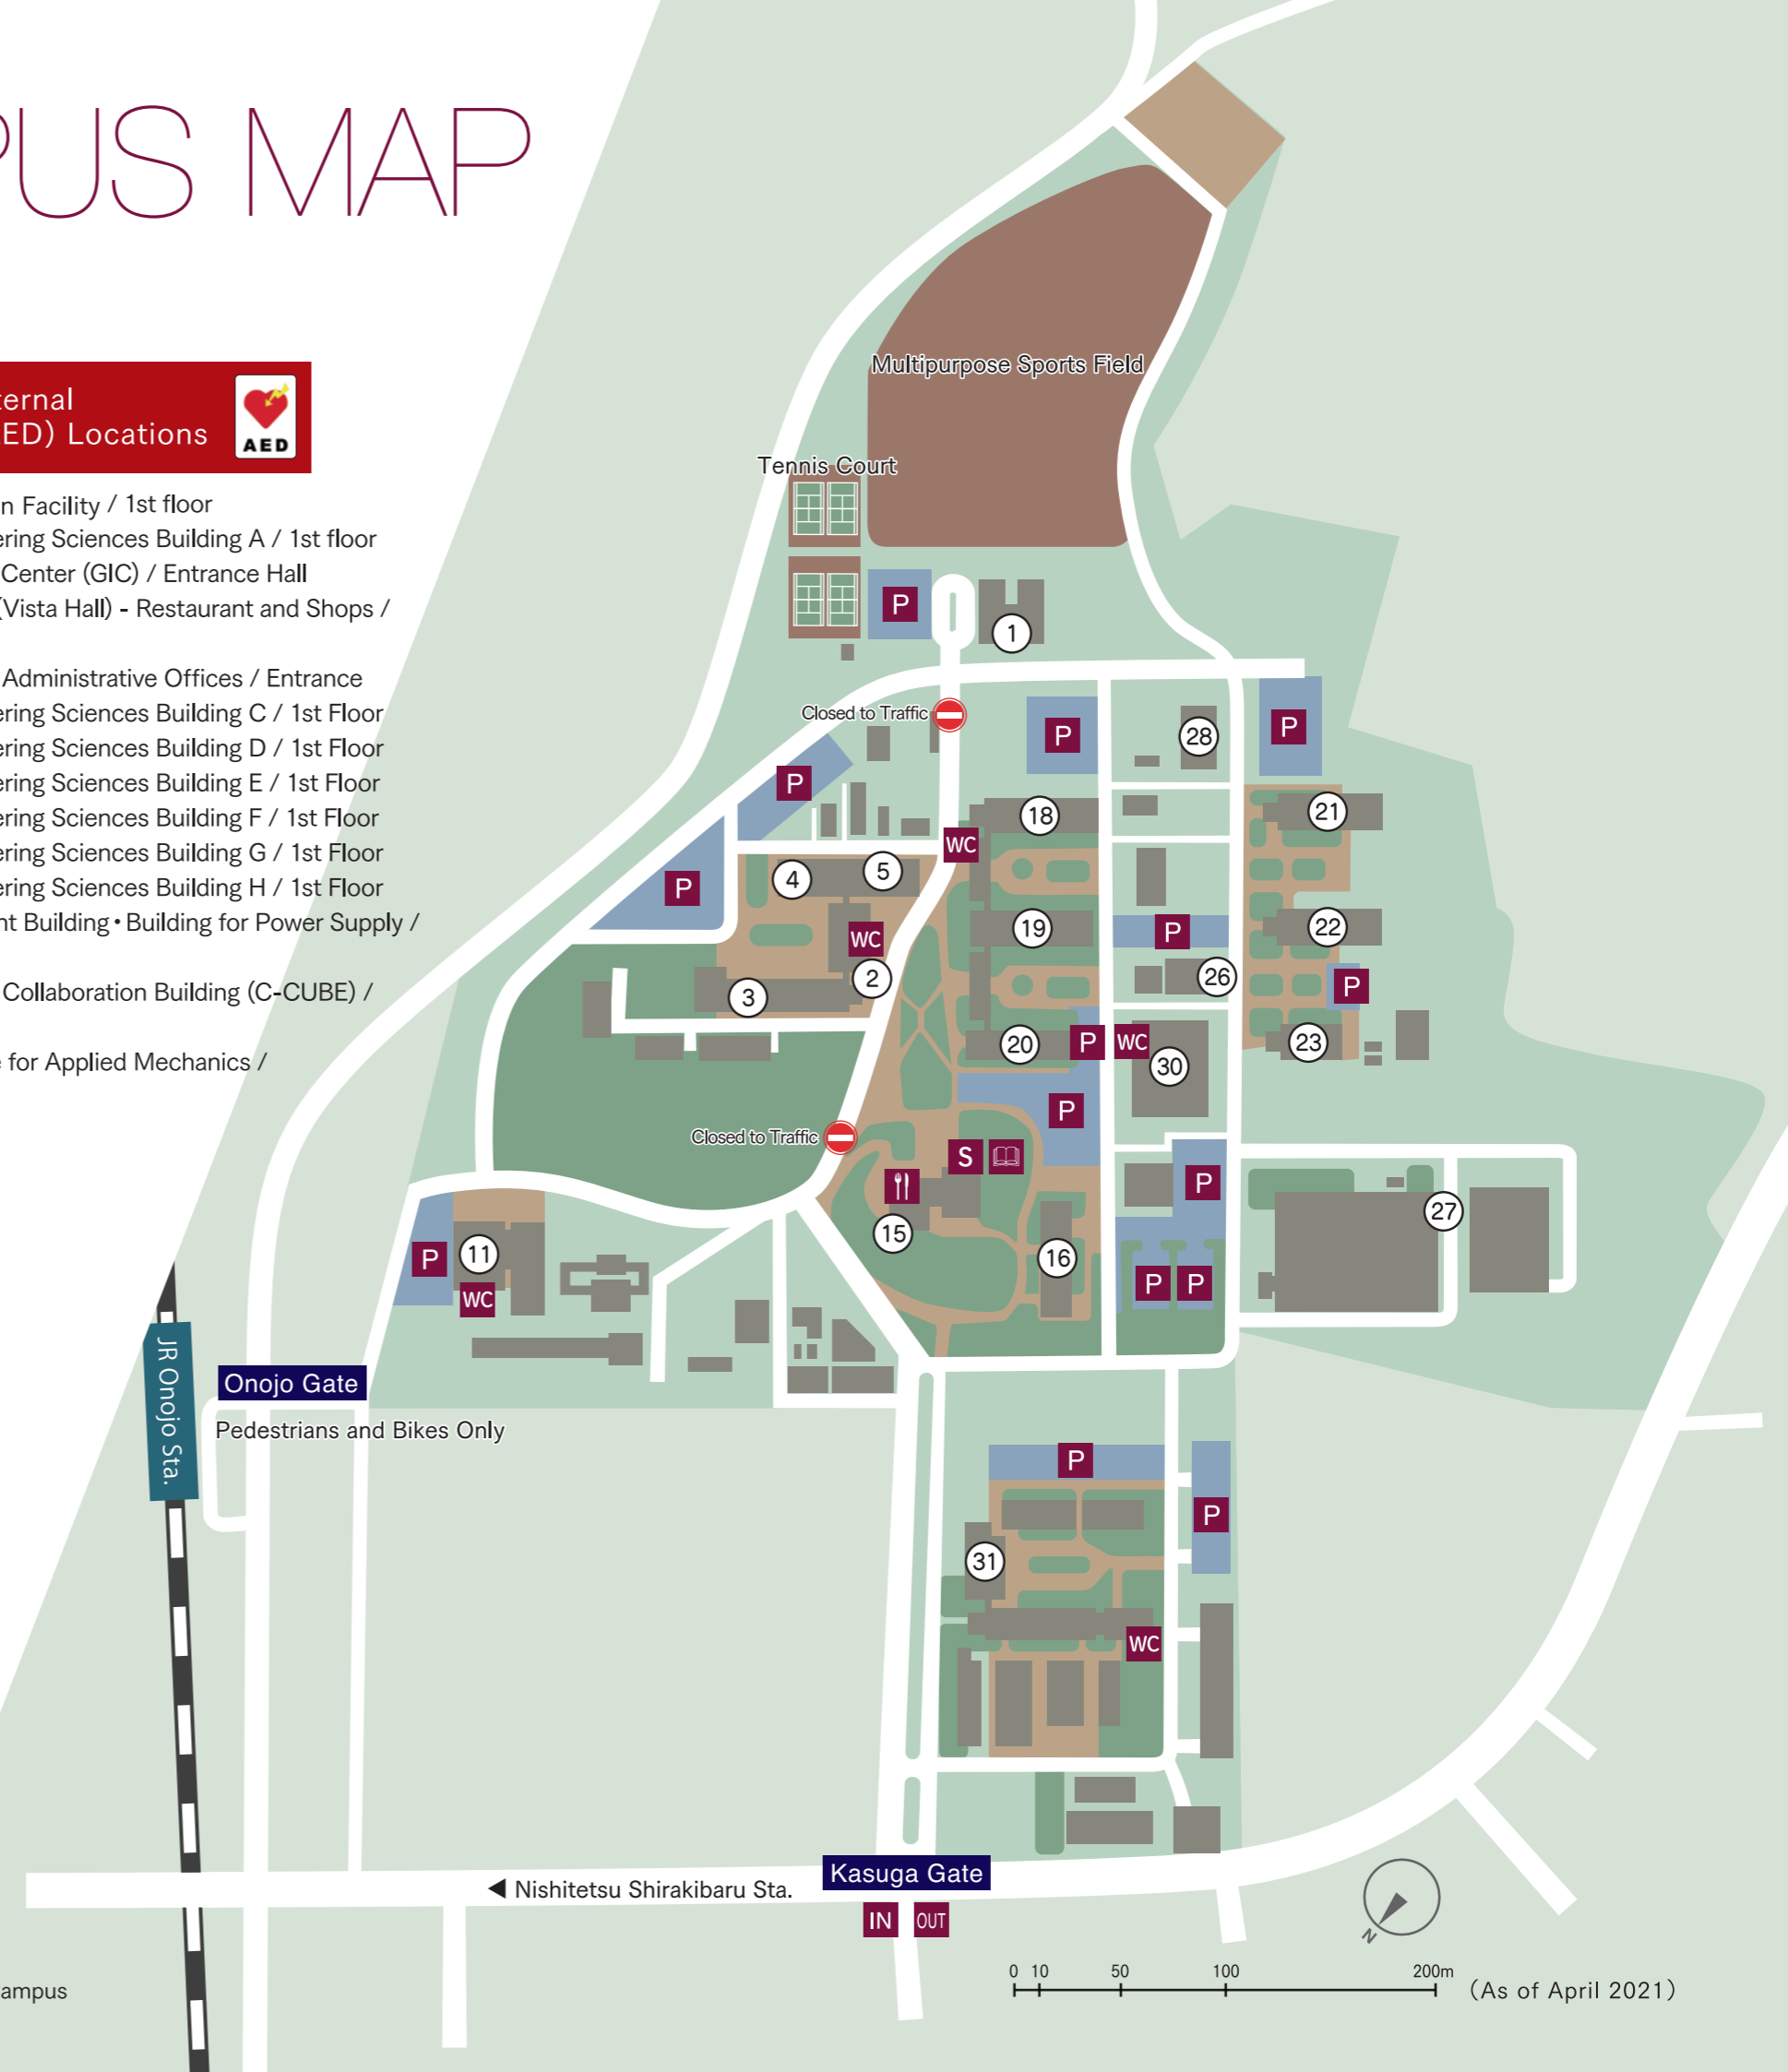 PUS MAP
ternal
ED) Locations
AED
n Facility / 1st floor
ering Sciences Building A / 1st floor
Center (GIC) / Entrance Hall
(Vista Hall) - Restaurant and Shops /
Administrative Offices / Entrance
ering Sciences Building C / 1st Floor
ering Sciences Building D / 1st Floor
ering Sciences Building E / 1st Floor
ering Sciences Building F / 1st Floor
ering Sciences Building G / 1st Floor
ering Sciences Building H / 1st Floor
nt Building・Building for Power Supply /
Collaboration Building (C-CUBE) /
e for Applied Mechanics /
Multipurpose Sports Field
Tennis Court
P
1
Closed to Traffic
P
28
P
P
18
21
WC
P
4
5
19
P
22
WC
2
26
P
3
20
P
WC
23
30
P
Closed to Traffic
S
P
15
27
P
11
16
P
P
WC
JR Onojo Sta.
Onojo Gate
Pedestrians and Bikes Only
P
P
31
WC
Kasuga Gate
◀ Nishitetsu Shirakibaru Sta.
IN
OUT
N
0 10 50 100 200m
(As of April 2021)
ampus